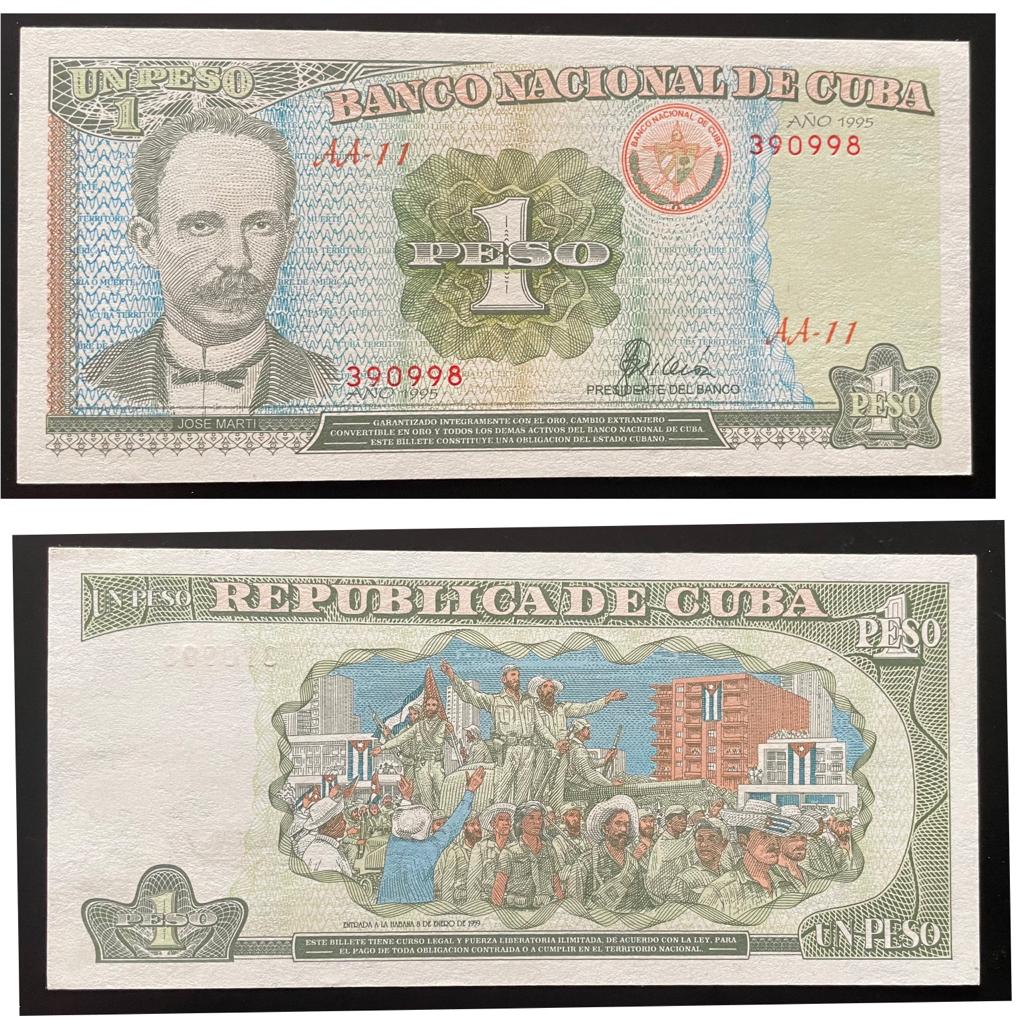 UN PESO
1
BANCO NACIONAL DE CUBA
AÑO 1995
390998
AA-11
BANCO NACIONAL DE CUBA
1
PESO
AA-11
390998
AÑO 1995
PRESIDENTE DEL BANCO
1
PESO
JOSE MARTI
GARANTIZADO INTEGRAMENTE CON EL ORO, CAMBIO EXTRANJERO
CONVERTIBLE EN ORO Y TODOS LOS DEMAS ACTIVOS DEL BANCO NACIONAL DE CUBA.
ESTE BILLETE CONSTITUYE UNA OBLIGACION DEL ESTADO CUBANO.
UN PESO
REPUBLICA DE CUBA
1
PESO
ENTRADA A LA HABANA 8 DE ENERO DE 1959
1
PESO
ESTE BILLETE TIENE CURSO LEGAL Y FUERZA LIBERATORIA ILIMITADA, DE ACUERDO CON LA LEY, PARA
EL PAGO DE TODA OBLIGACION CONTRAIDA O A CUMPLIR EN EL TERRITORIO NACIONAL.
UN PESO